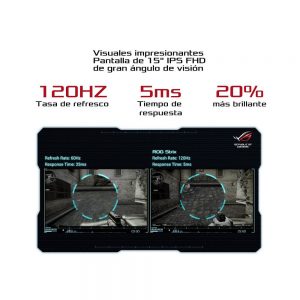 Visuales impresionantes
Pantalla de 15" IPS FHD
de gran ángulo de visión
120HZ
Tasa de refresco
5ms
Tiempo de
respuesta
20%
más brillante
Refresh Rate: 60Hz
Response Time: 25ms
ROG Strix
Refresh Rate: 120Hz
Response Time: 5ms